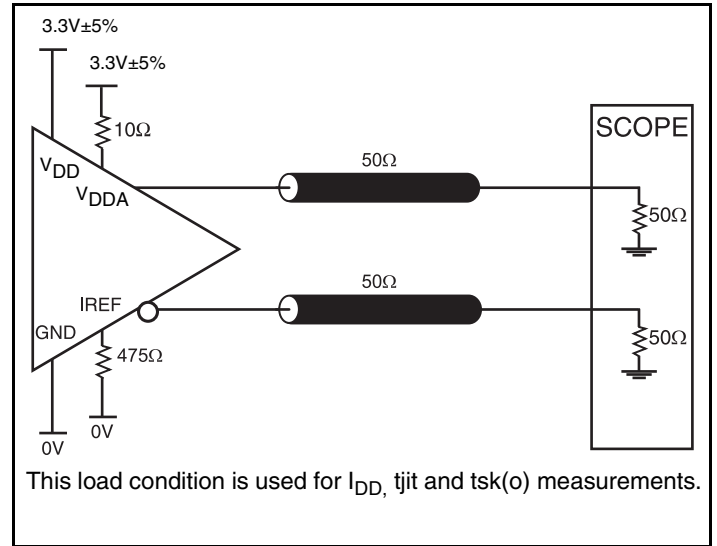 3.3V±5%
3.3V±5%
10Ω
VDD
VDDA
50Ω
SCOPE
50Ω
50Ω
IREF
GND
475Ω
50Ω
0V
0V
This load condition is used for IDD, tjit and tsk(o) measurements.